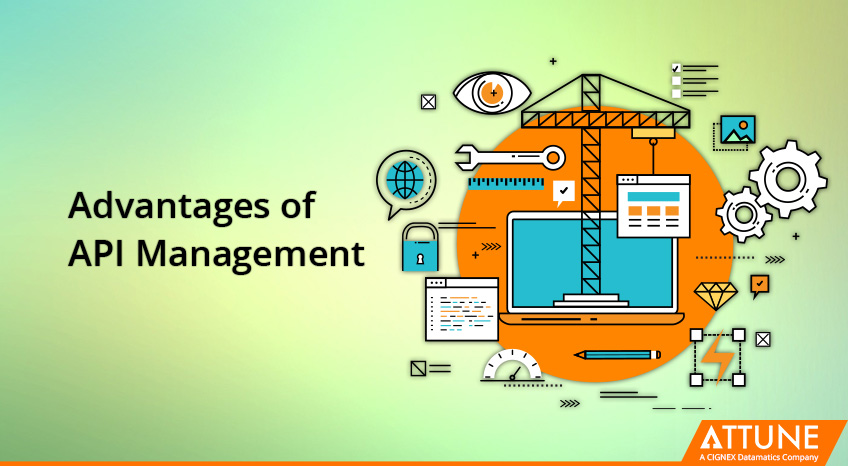 Advantages of
API Management
ATTUNE
A CIGNEX Datamatics Company